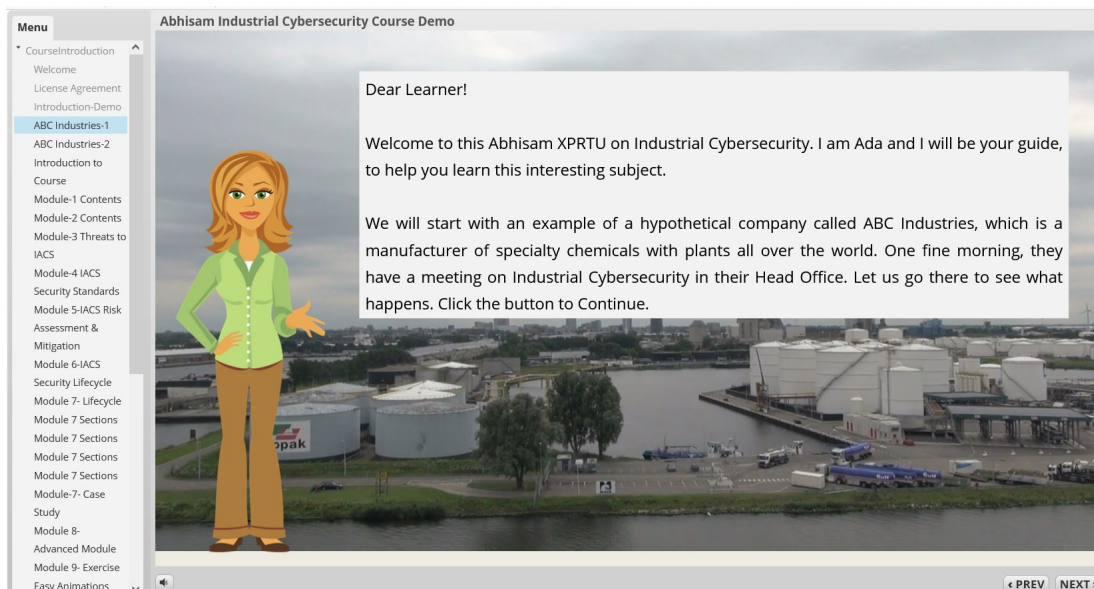 Menu
CourseIntroduction
Welcome
License Agreement
Introduction-Demo
ABC Industries-1
ABC Industries-2
Introduction to
Course
Module-1 Contents
Module-2 Contents
Module-3 Threats to
IACS
Module-4 IACS
Security Standards
Module 5-IACS Risk
Assessment &
Mitigation
Module 6-IACS
Security Lifecycle
Module 7- Lifecycle
Module 7 Sections
Module 7 Sections
Module 7 Sections
Module 7 Sections
Module-7- Case
Study
Module 8-
Advanced Module
Module 9- Exercise
Easy Animations
Abhisam Industrial Cybersecurity Course Demo
Dear Learner!
Welcome to this Abhisam XPRTU on Industrial Cybersecurity. I am Ada and I will be your guide,
to help you learn this interesting subject.
We will start with an example of a hypothetical company called ABC Industries, which is a
manufacturer of specialty chemicals with plants all over the world. One fine morning, they
have a meeting on Industrial Cybersecurity in their Head Office. Let us go there to see what
happens. Click the button to Continue.
opak
< PREV
NEXT >